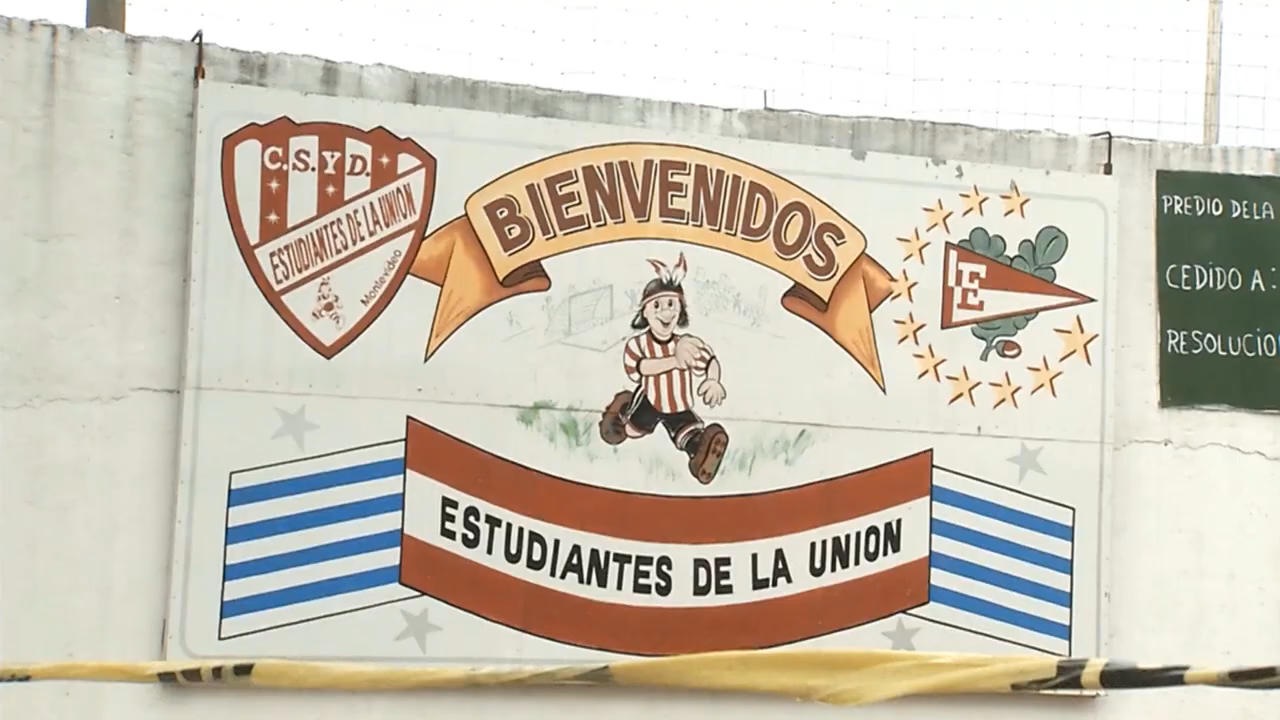 C.S.Y D.
ESTUDIANTES DE LA UNION
Montevideo
BIENVENIDOS
E
ESTUDIANTES DE LA UNION
PREDIO DE LA
CEDIDO A:
RESOLUCIO